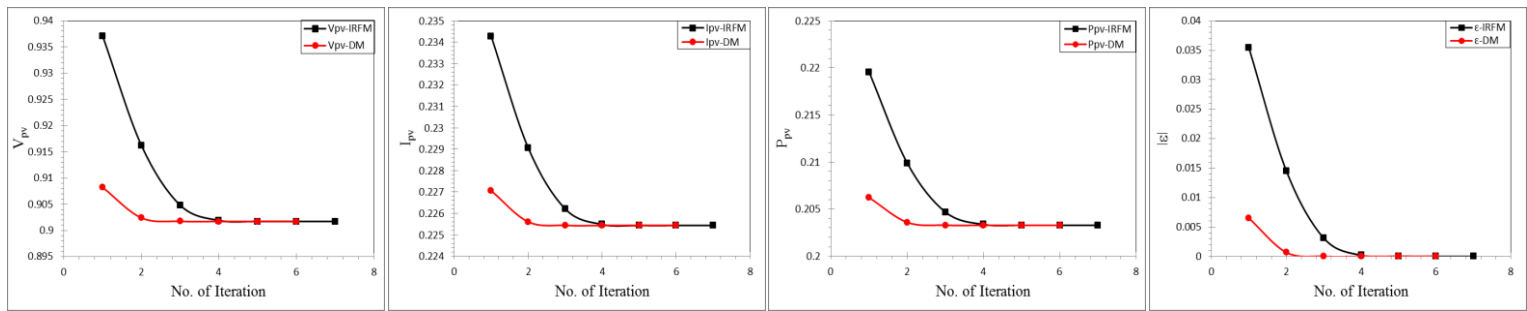 0.94
0.935
0.93
0.925
0.92
0.915
0.91
0.905
0.9
0.895
0 2 4 6 8
Vpv
No. of Iteration
Vpv-IRFM
Vpv-DM
0.235
0.234
0.233
0.232
0.231
0.23
0.229
0.228
0.227
0.226
0.225
0.224
0 2 4 6 8
Ipv
No. of Iteration
Ipv-IRFM
Ipv-DM
0.225
0.22
0.215
0.21
0.205
0.2
0 2 4 6 8
Ppv
No. of Iteration
Ppv-IRFM
Ppv-DM
0.04
0.035
0.03
0.025
0.02
0.015
0.01
0.005
0
0 2 4 6 8
|ε|
No. of Iteration
ε-IRFM
ε-DM